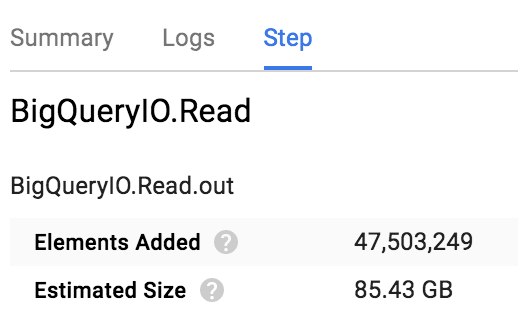 Summary Logs Step
BigQueryIO.Read
BigQueryIO.Read.out
Elements Added ? 47,503,249
Estimated Size ? 85.43 GB